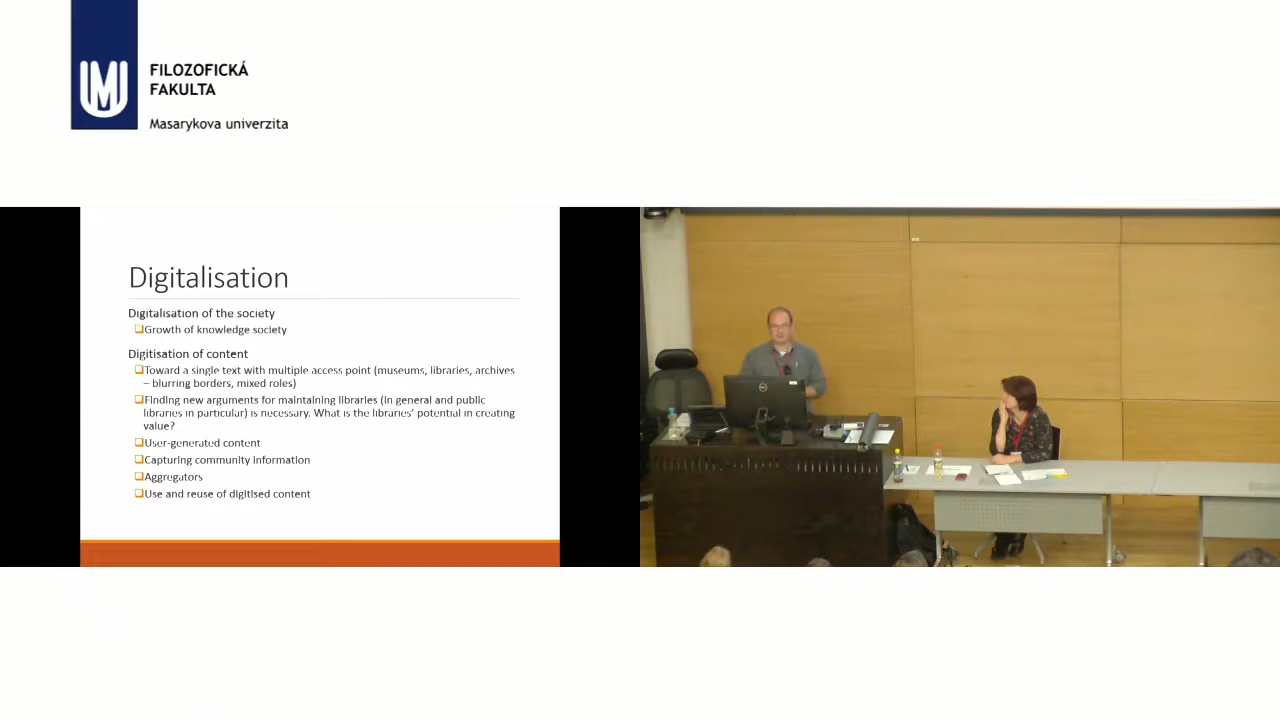 FILOZOFICKÁ
FAKULTA
Masarykova univerzita
Digitalisation
Digitalisation of the society
Growth of knowledge society
Digitisation of content
Toward a single text with multiple access point (museums, libraries, archives
– blurring borders, mixed roles)
Finding new arguments for maintaining libraries (in general and public
libraries in particular) is necessary. What is the libraries' potential in creating
value?
User-generated content
Capturing community information
Aggregators
Use and reuse of digitised content